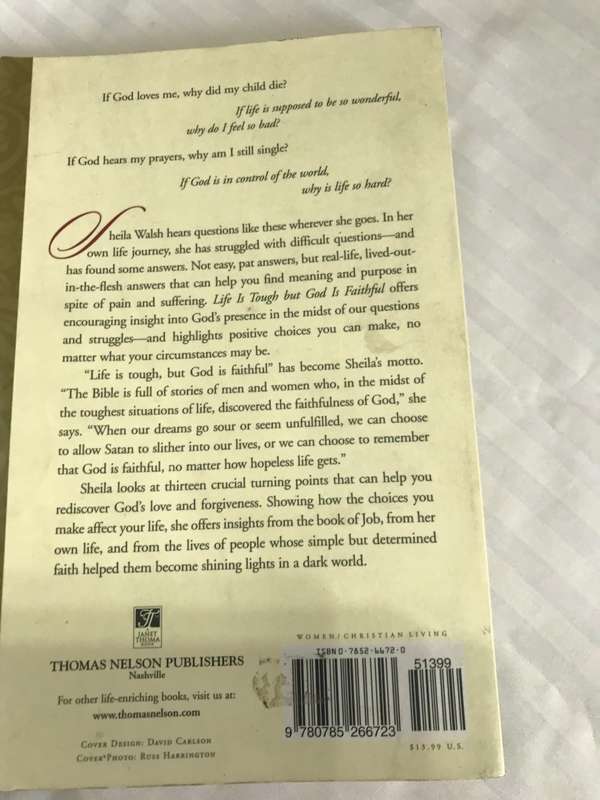 If God loves me, why did my child die?
If life is supposed to be so wonderful,
why do I feel so bad?
If God hears my prayers, why am I still single?
If God is in control of the world,
why is life so hard?
Sheila Walsh hears questions like these wherever she goes. In her
own life journey, she has struggled with difficult questions—and
has found some answers. Not easy, pat answers, but real-life, lived-out-
in-the-flesh answers that can help you find meaning and purpose in
spite of pain and suffering. Life Is Tough but God Is Faithful offers
encouraging insight into God's presence in the midst of our questions
and struggles—and highlights positive choices you can make, no
matter what your circumstances may be.
"Life is tough, but God is faithful" has become Sheila's motto.
"The Bible is full of stories of men and women who, in the midst of
the toughest situations of life, discovered the faithfulness of God," she
says. "When our dreams go sour or seem unfulfilled, we can choose
to allow Satan to slither into our lives, or we can choose to remember
that God is faithful, no matter how hopeless life gets."
Sheila looks at thirteen crucial turning points that can help you
rediscover God's love and forgiveness. Showing how the choices you
make affect your life, she offers insights from the book of Job, from her
own life, and from the lives of people whose simple but determined
faith helped them become shining lights in a dark world.
JANET
THOMA
THOMAS NELSON PUBLISHERS
Nashville
For other life-enriching books, visit us at:
www.thomasnelson.com
COVER DESIGN: DAVID CARLSON
COVER PHOTO: RUSS HARRINGTON
WOMEN/CHRISTIAN LIVING
ISBN 0-7852-6672-0
51399
9 780785 266723
$13.99 U.S.